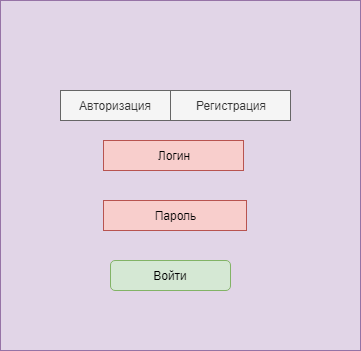 Авторизация Регистрация
Логин
Пароль
Войти